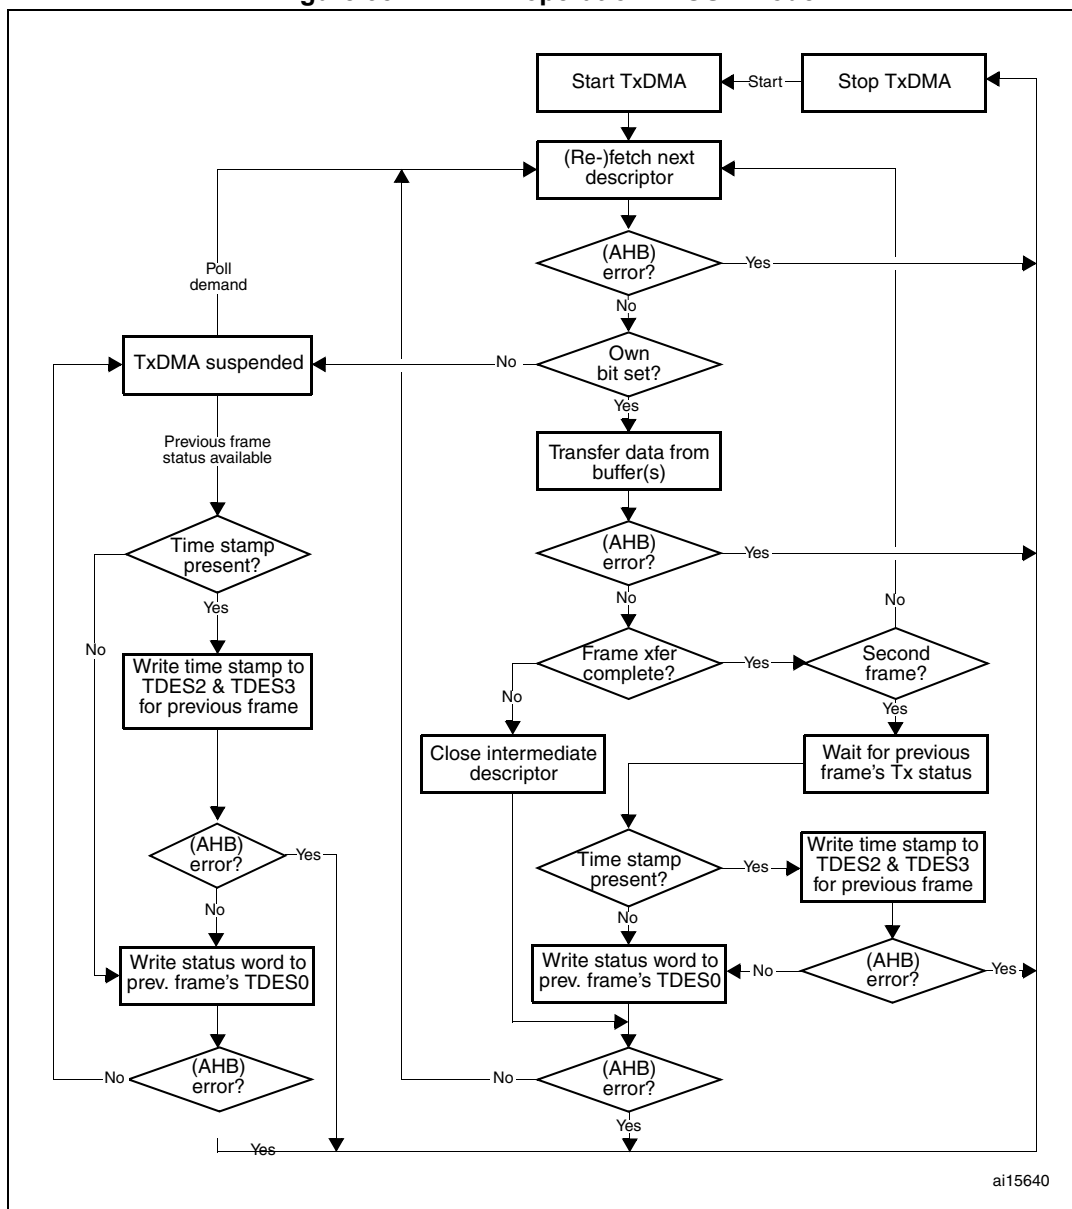 Start TxDMA
Start
Stop TxDMA
(Re-)fetch next
descriptor
(AHB)
error?
Yes
Poll
demand
No
TxDMA suspended
No
Own
bit set?
Yes
Previous frame
status available
Transfer data from
buffer(s)
Time stamp
present?
(AHB)
error?
Yes
Yes
No
No
No
Write time stamp to
TDES2 & TDES3
for previous frame
Frame xfer
complete?
Yes
Second
frame?
No
Yes
Close intermediate
descriptor
Wait for previous
frame's Tx status
(AHB)
error?
Yes
Time stamp
present?
Yes
Write time stamp to
TDES2 & TDES3
for previous frame
No
No
Write status word to
prev. frame's TDES0
Write status word to
prev. frame's TDES0
No
(AHB)
error?
Yes
No
(AHB)
error?
No
(AHB)
error?
Yes
Yes
ai15640